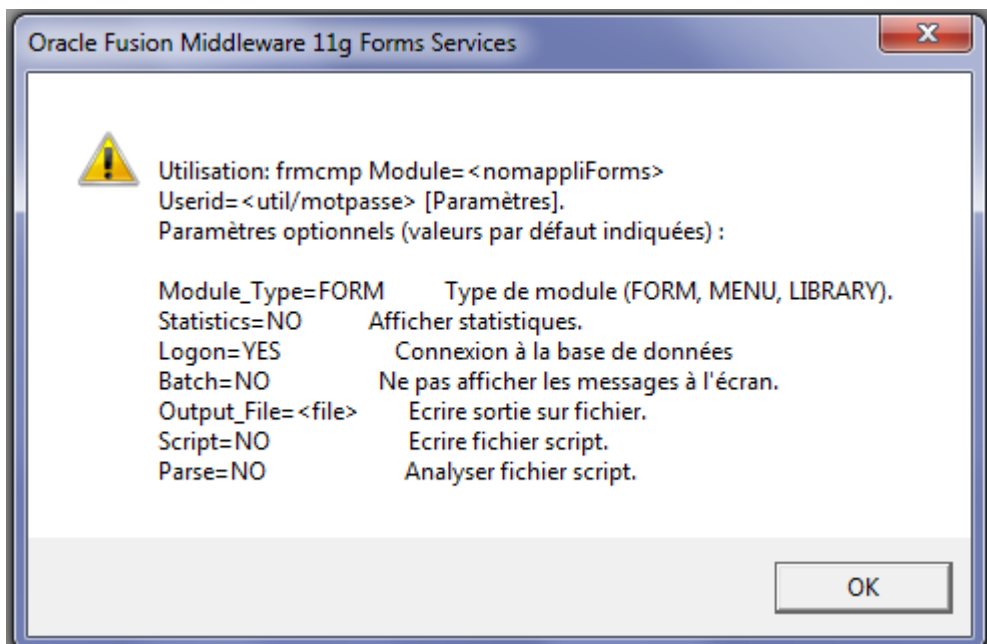 Oracle Fusion Middleware 11g Forms Services
Utilisation: frmcmp Module=<nomappliForms>
Userid=<util/motpasse> [Paramètres].
Paramètres optionnels (valeurs par défaut indiquées) :
Module_Type=FORM Type de module (FORM, MENU, LIBRARY).
Statistics=NO Afficher statistiques.
Logon=YES Connexion à la base de données
Batch=NO Ne pas afficher les messages à l'écran.
Output_File=<file> Ecrire sortie sur fichier.
Script=NO Ecrire fichier script.
Parse=NO Analyser fichier script.
OK